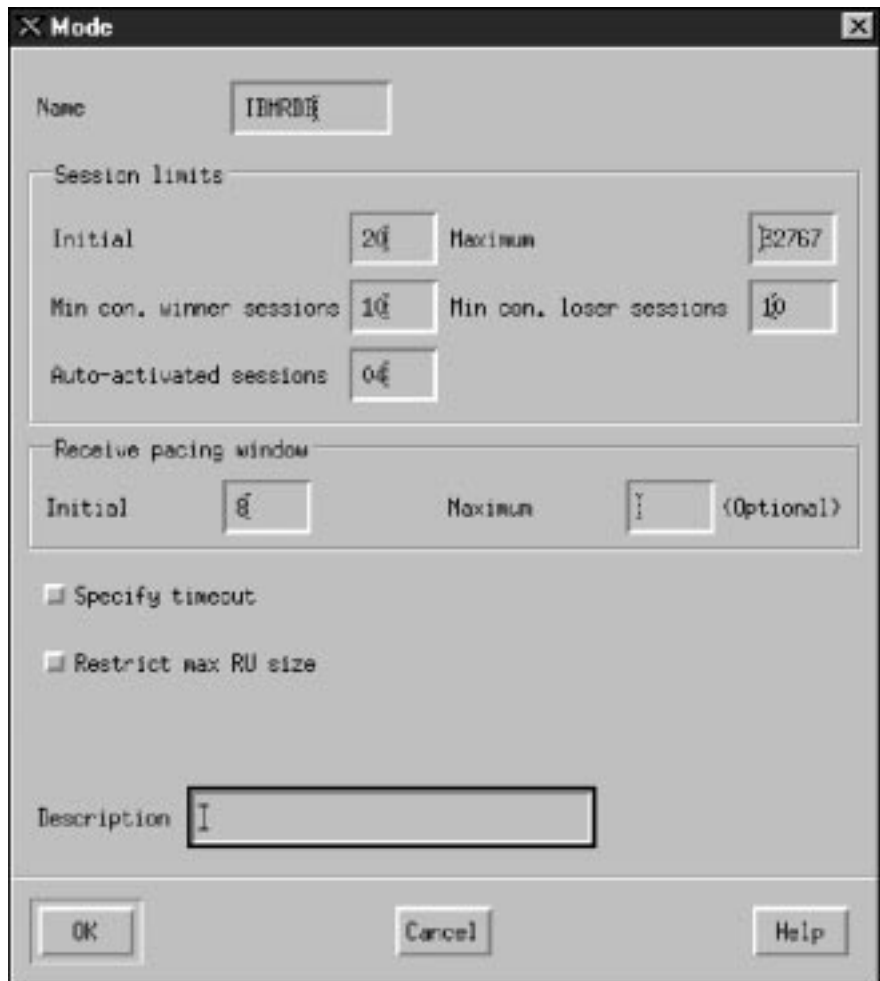 Mode
Name IBMRDB
Session limits
Initial 20 Maximum 32767
Min con. winner sessions 10 Min con. loser sessions 10
Auto-activated sessions 04
Receive pacing window
Initial 8 Maximum (Optional)
Specify timeout
Restrict max RU size
Description
OK Cancel Help